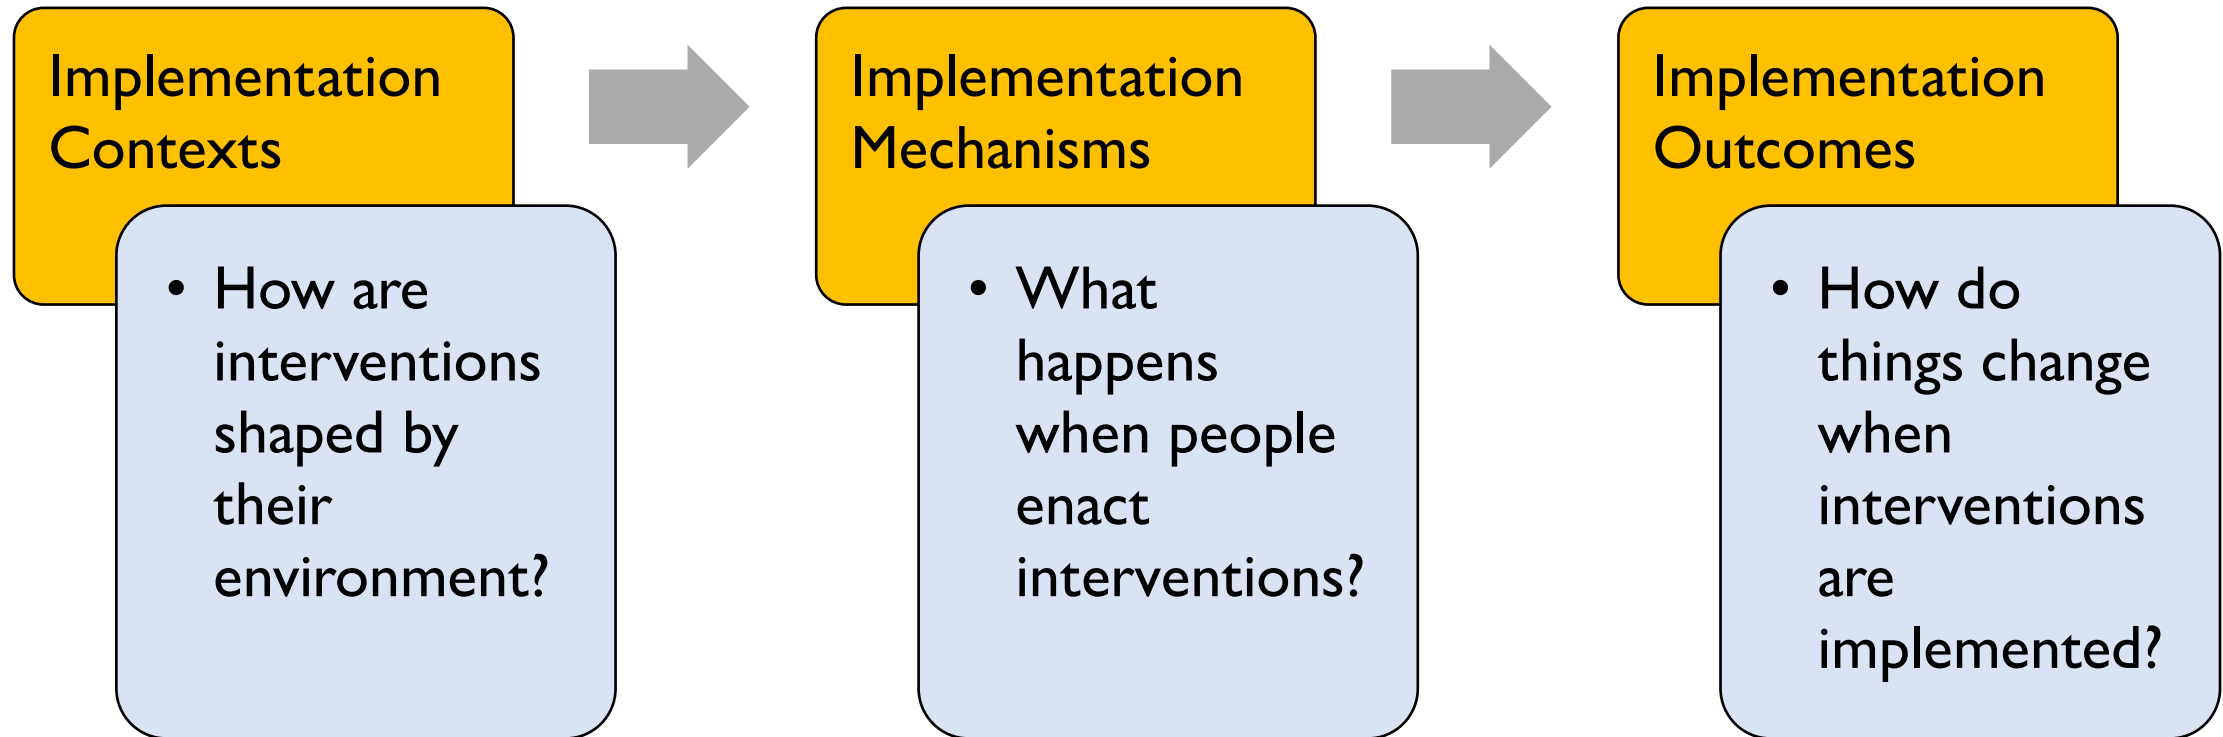 Implementation
Contexts
• How are
interventions
shaped by
their
environment?
Implementation
Mechanisms
• What
happens
when people
enact
interventions?
Implementation
Outcomes
• How do
things change
when
interventions
are
implemented?